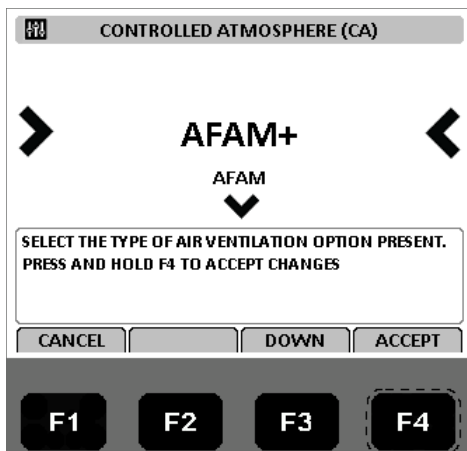 CONTROLLED ATMOSPHERE (CA)
AFAM+
AFAM
SELECT THE TYPE OF AIR VENTILATION OPTION PRESENT.
PRESS AND HOLD F4 TO ACCEPT CHANGES
CANCEL DOWN ACCEPT
F1 F2 F3 F4